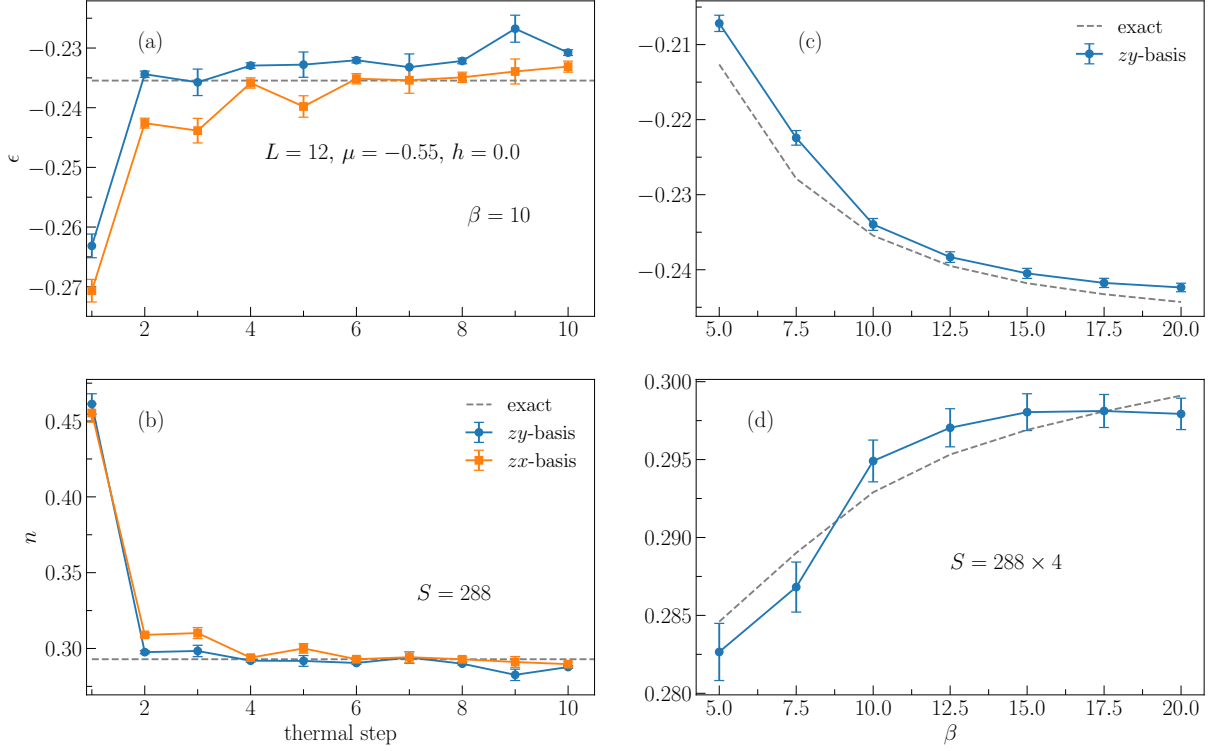 (a)
−0.23
−0.24
−0.25
−0.26
−0.27
ϵ
L = 12, μ = −0.55, h = 0.0
β = 10
2 4 6 8 10
(c)
exact
zy-basis
−0.21
−0.22
−0.23
−0.24
5.0 7.5 10.0 12.5 15.0 17.5 20.0
(b)
exact
zy-basis
zx-basis
0.45
0.40
0.35
0.30
n
S = 288
2 4 6 8 10
thermal step
(d)
0.300
0.295
0.290
0.285
0.280
S = 288 × 4
5.0 7.5 10.0 12.5 15.0 17.5 20.0
β